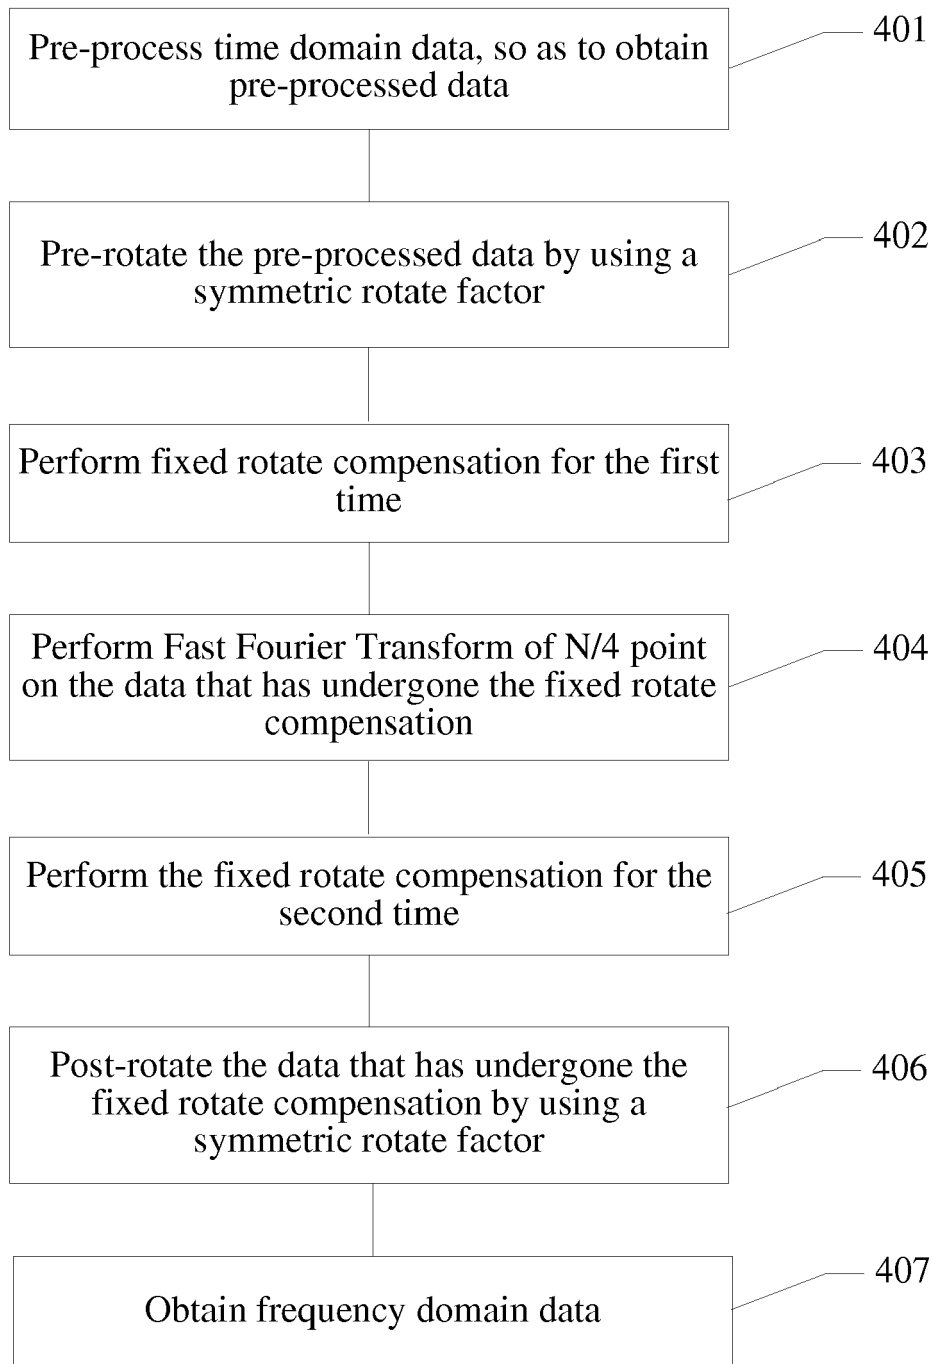 Pre-process time domain data, so as to obtain
pre-processed data
401
Pre-rotate the pre-processed data by using a
symmetric rotate factor
402
Perform fixed rotate compensation for the first
time
403
Perform Fast Fourier Transform of N/4 point
on the data that has undergone the fixed rotate
compensation
404
Perform the fixed rotate compensation for the
second time
405
Post-rotate the data that has undergone the
fixed rotate compensation by using a
symmetric rotate factor
406
Obtain frequency domain data
407